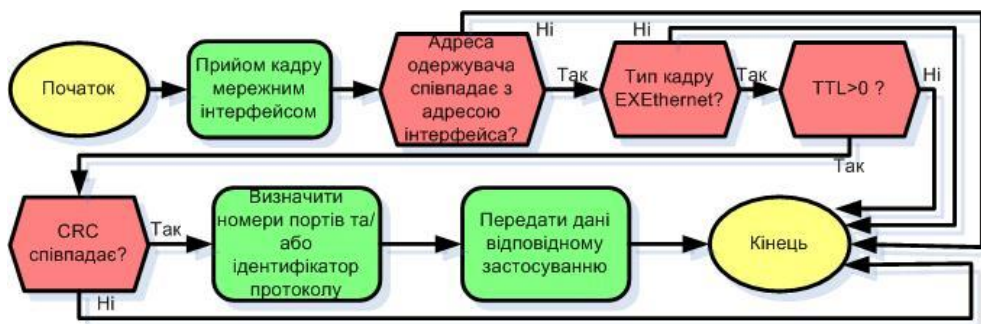 Початок
Прийом кадру
мережним
інтерфейсом
Адреса
одержувача
співпадає з
адресою
інтерфейса?
Ні
Так
Тип кадру
EXEthernet?
Ні
Так
TTL>0 ?
Ні
Так
CRC
співпадає?
Так
Ні
Визначити
номери портів та/
або
ідентифікатор
протоколу
Передати дані
відповідному
застосуванню
Кінець